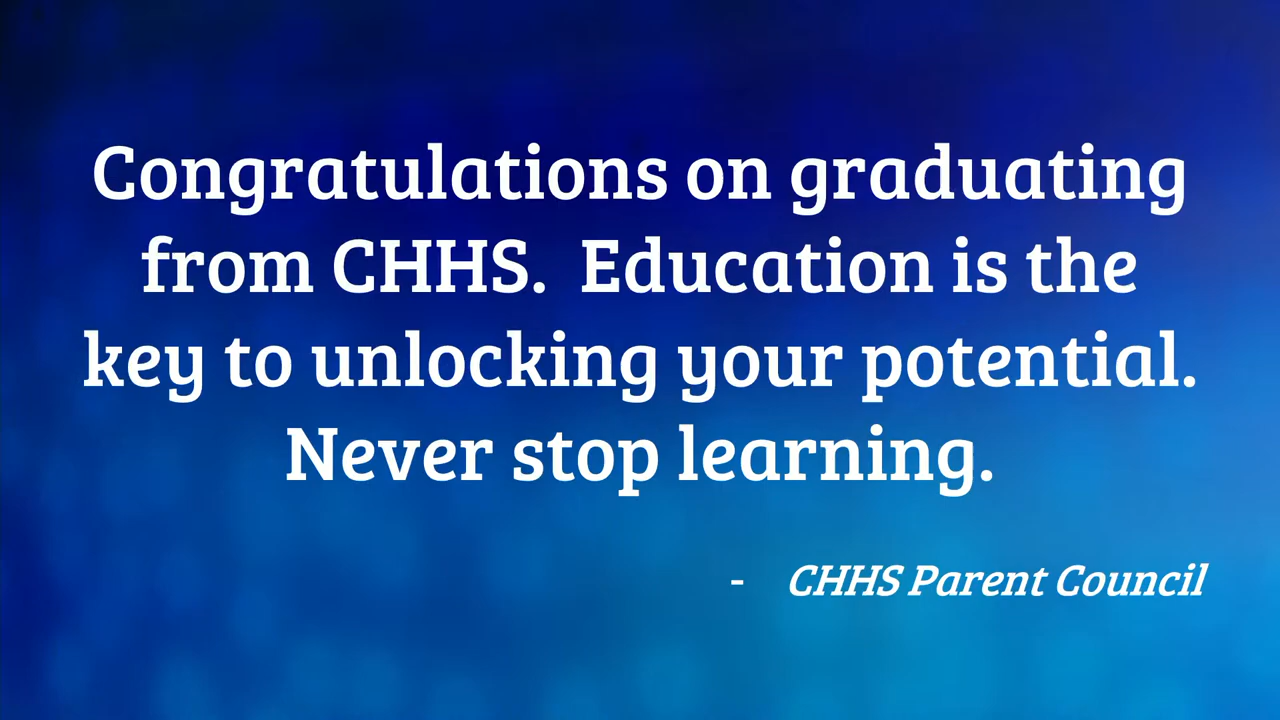 Congratulations on graduating
from CHHS.  Education is the
key to unlocking your potential.
Never stop learning.
- CHHS Parent Council